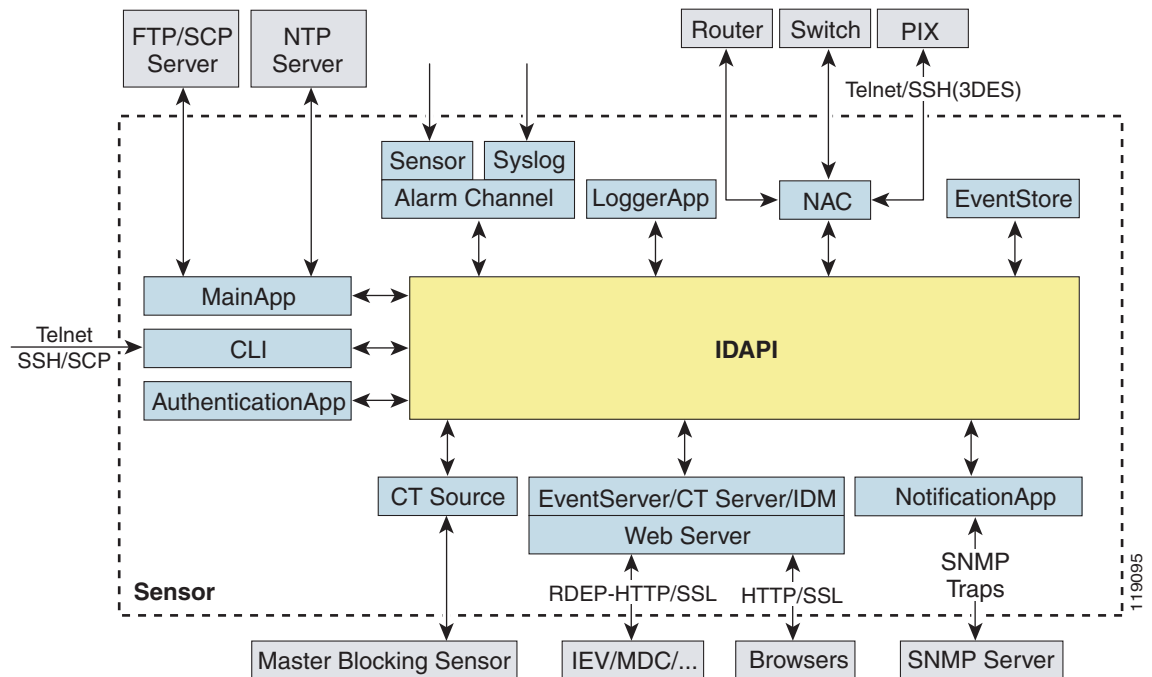 FTP/SCP
Server
NTP
Server
Router
Switch
PIX
Telnet/SSH(3DES)
Sensor
Syslog
Alarm Channel
LoggerApp
NAC
EventStore
MainApp
Telnet
SSH/SCP
CLI
IDAPI
AuthenticationApp
CT Source
EventServer/CT Server/IDM
Web Server
NotificationApp
Sensor
RDEP-HTTP/SSL
HTTP/SSL
SNMP
Traps
119095
Master Blocking Sensor
IEV/MDC/...
Browsers
SNMP Server